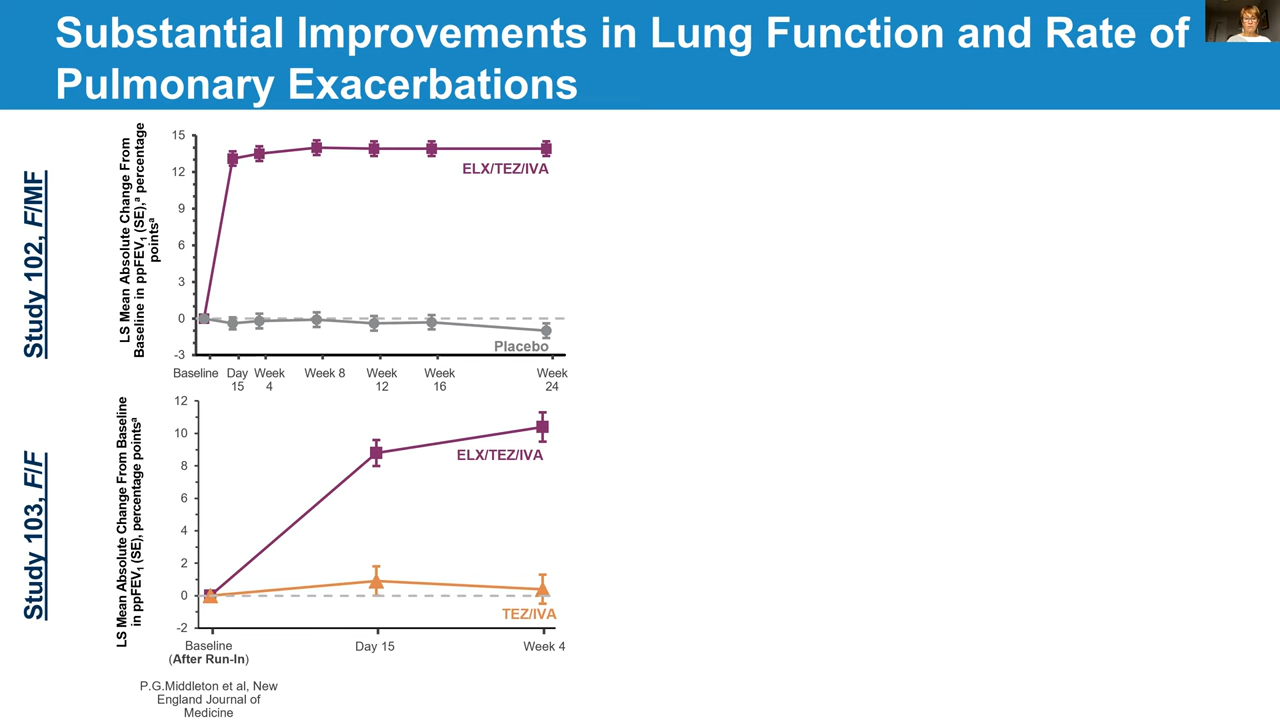 Substantial Improvements in Lung Function and Rate of
Pulmonary Exacerbations
Study 102, F/MF
LS Mean Absolute Change From
Baseline in ppFEV1 (SE),a percentage
pointsa
15
12
9
6
3
0
-3
ELX/TEZ/IVA
Placebo
Baseline
Day
15
Week
4
Week 8
Week
12
Week
16
Week
24
Study 103, F/F
LS Mean Absolute Change From Baseline
in ppFEV1 (SE), percentage pointsa
12
10
8
6
4
2
0
-2
ELX/TEZ/IVA
TEZ/IVA
Baseline
(After Run-In)
Day 15
Week 4
P.G.Middleton et al, New
England Journal of
Medicine